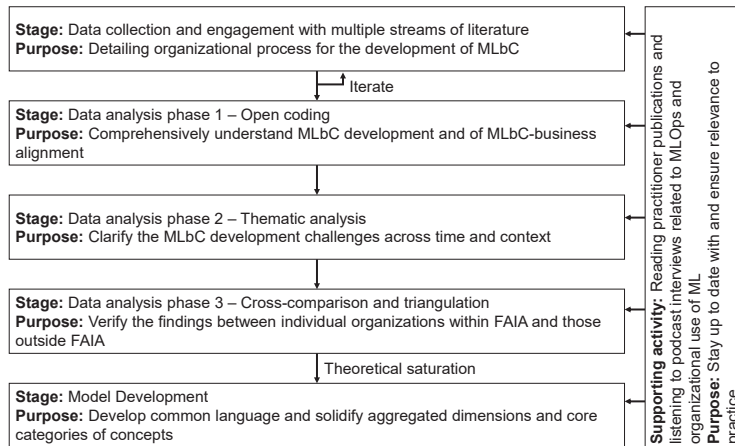 Stage: Data collection and engagement with multiple streams of literature
Purpose: Detailing organizational process for the development of MLbC
Iterate
Stage: Data analysis phase 1 – Open coding
Purpose: Comprehensively understand MLbC development and of MLbC-business
alignment
Stage: Data analysis phase 2 – Thematic analysis
Purpose: Clarify the MLbC development challenges across time and context
Stage: Data analysis phase 3 – Cross-comparison and triangulation
Purpose: Verify the findings between individual organizations within FAIA and those
outside FAIA
Theoretical saturation
Stage: Model Development
Purpose: Develop common language and solidify aggregated dimensions and core
categories of concepts
Supporting activity: Reading practitioner publications and
listening to podcast interviews related to MLOps and
organizational use of ML
Purpose: Stay up to date with and ensure relevance to
practice